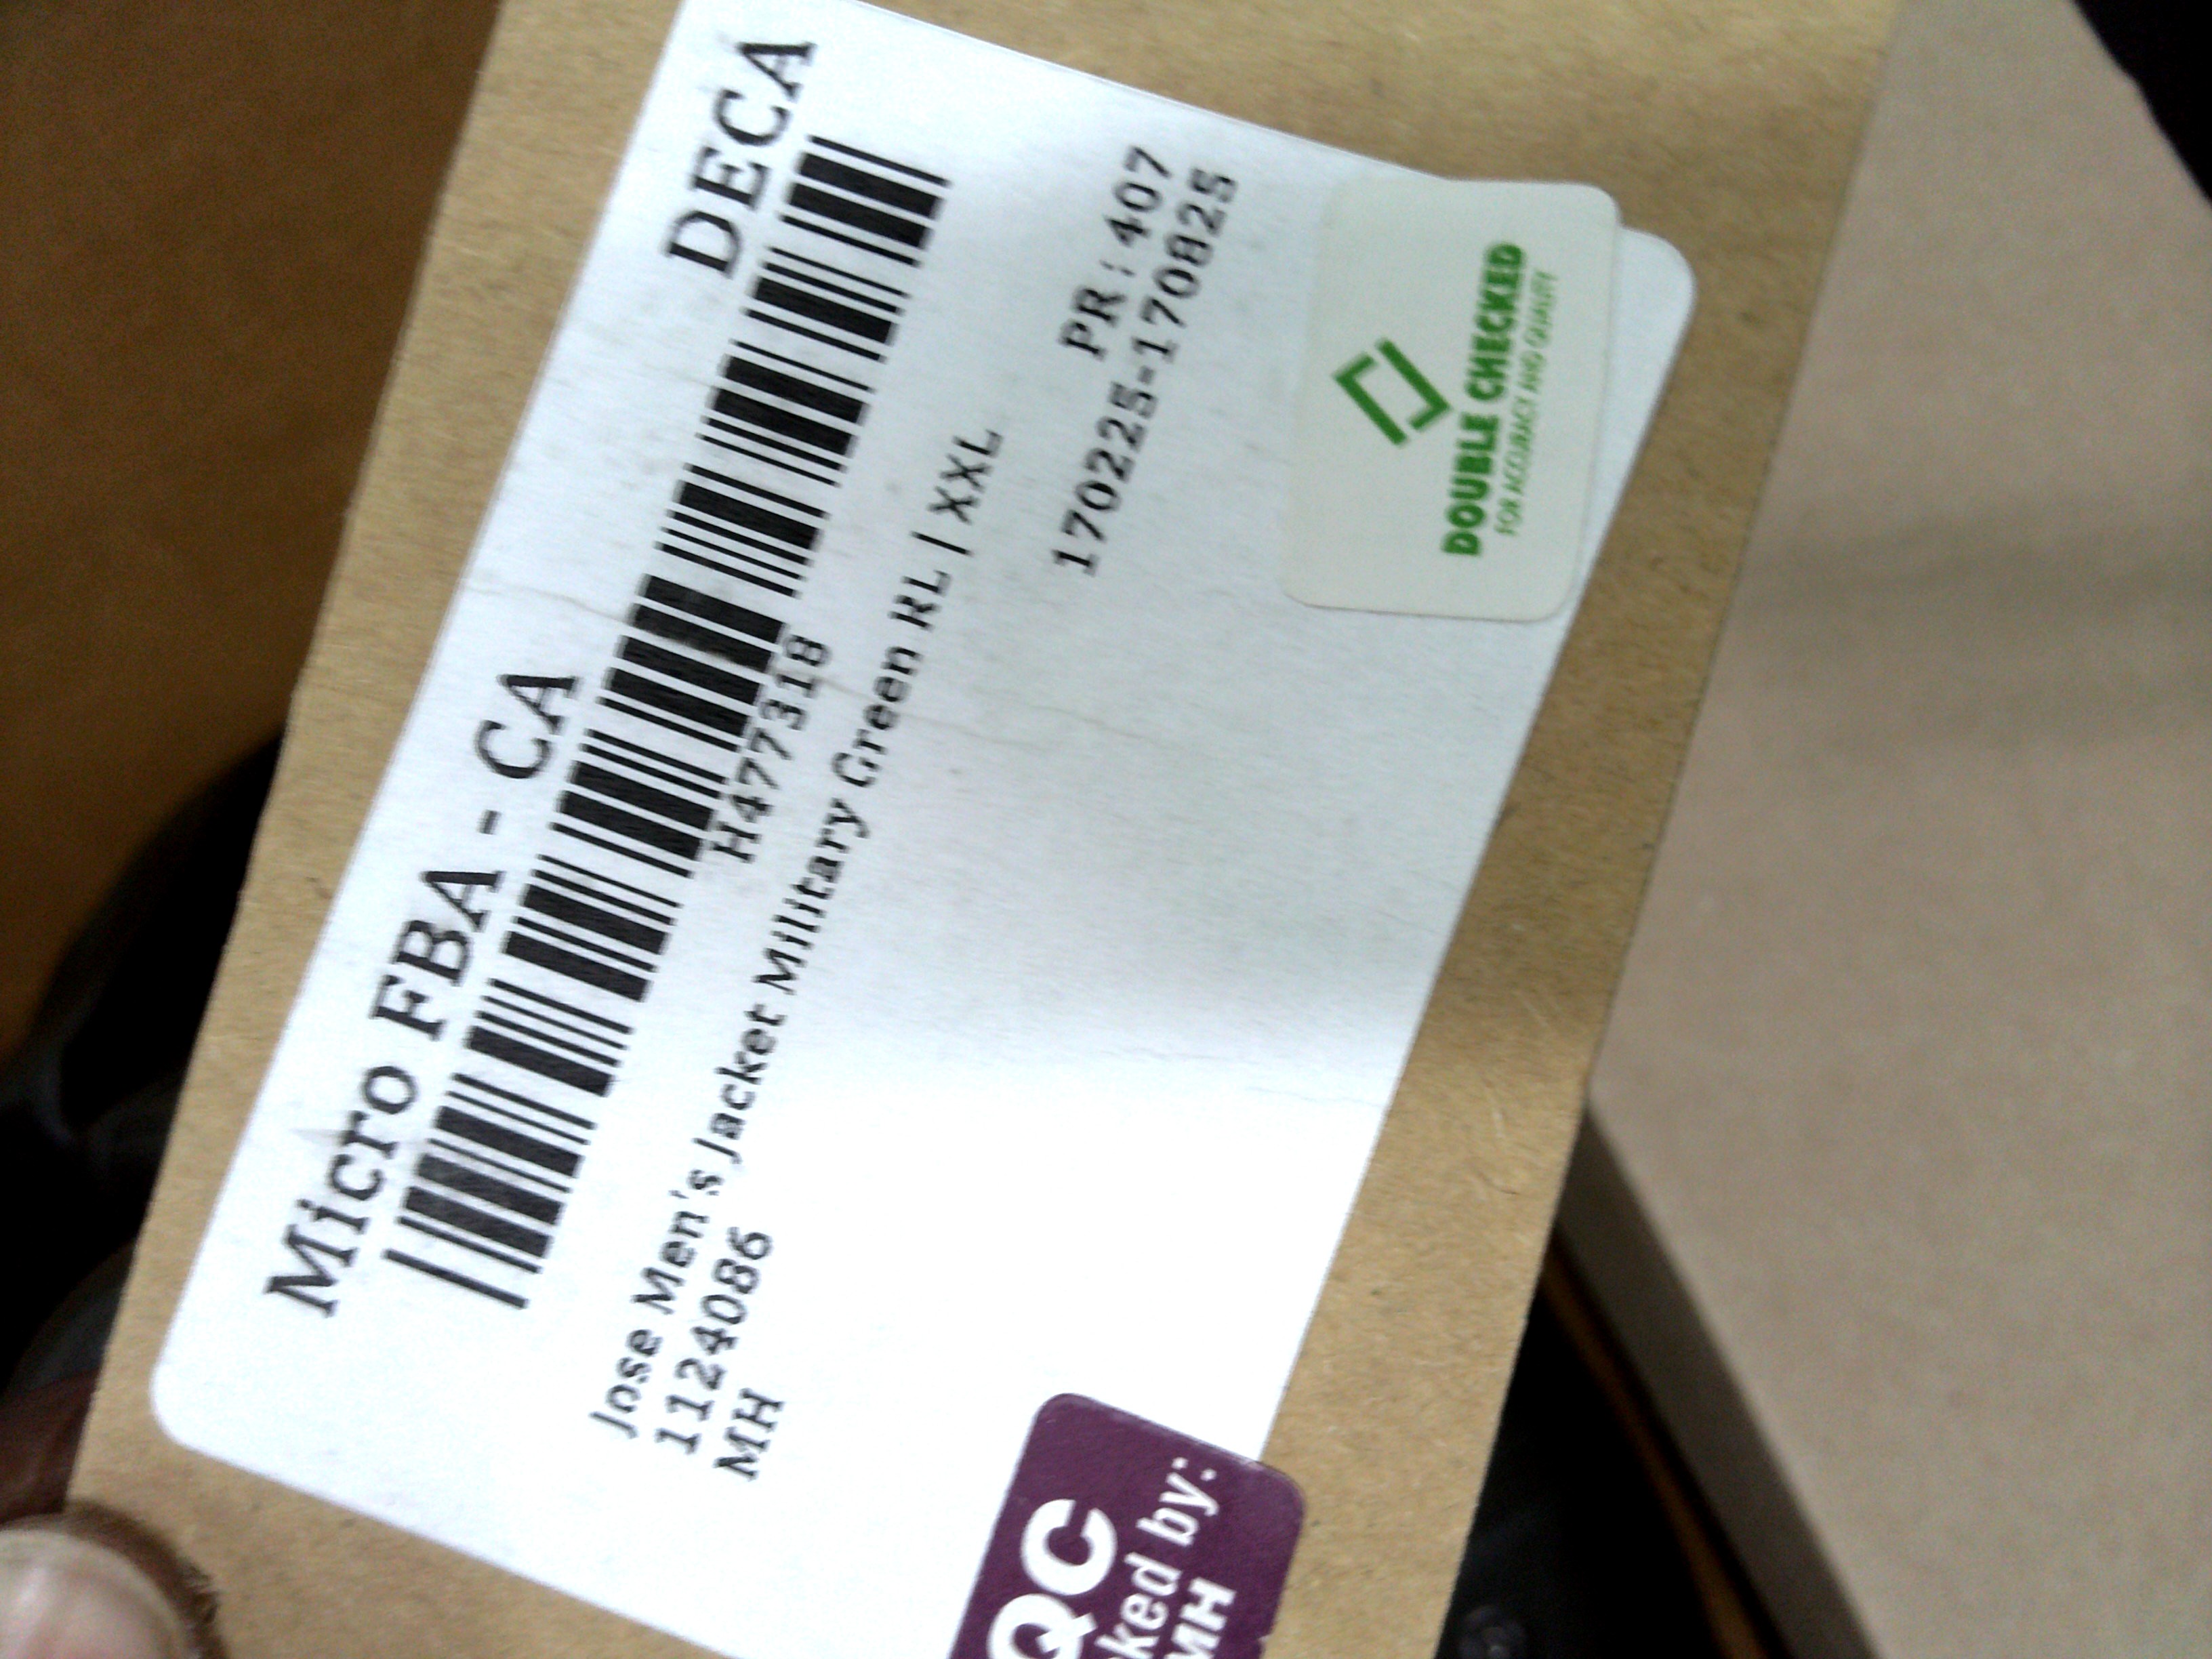 Micro FBA - CA DECA
H477318
Jose Men's Jacket Military Green RL | XXL
1124086 PR: 407
MH 170225-170825
DOUBLE CHECKED
FOR ACCURACY AND QUALITY
QC
ked by:
MH